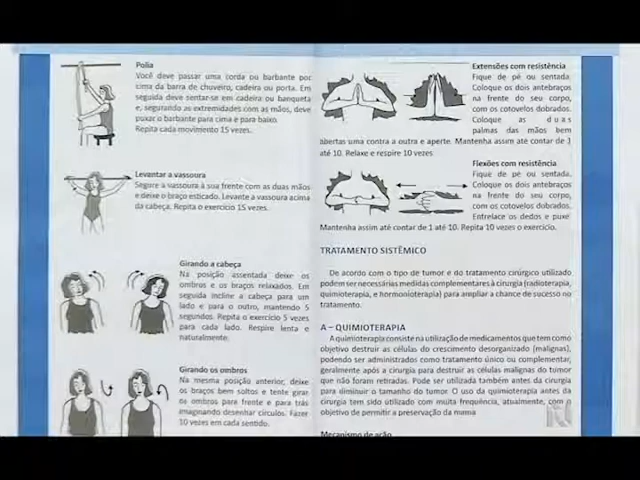 Polia
Você deve passar uma corda ou barbante por
cima da barra de chuveiro, cadeira ou porta. Em
seguida deve sentar-se em cadeira ou banqueta
e, segurando as extremidades com as mãos, deve
puxar o barbante para cima e para baixo.
Repita cada movimento 15 vezes.
Levantar a vassoura
Segure a vassoura à sua frente com as duas mãos
e deixe o braço esticado. Levante a vassoura acima
da cabeça. Repita o exercício 15 vezes.
Girando a cabeça
Na posição assentada deixe os
ombros e os braços relaxados. Em
seguida incline a cabeça para um
lado e para o outro, mantendo 5
segundos. Repita o exercício 5 vezes
para cada lado. Respire lenta e
naturalmente.
Girando os ombros
Na mesma posição anterior, deixe
os braços bem soltos e tente girar
os ombros para frente e para trás
imaginando desenhar círculos. Fazer
10 vezes em cada sentido.
Extensões com resistência
Fique de pé ou sentada.
Coloque os dois antebraços
na frente do seu corpo,
com os cotovelos dobrados.
Coloque as duas
palmas das mãos bem
abertas uma contra a outra e aperte. Mantenha assim até contar de 1
até 10. Relaxe e respire 10 vezes
Flexões com resistência
Fique de pé ou sentada.
Coloque os dois antebraços
na frente do seu corpo,
com os cotovelos dobrados.
Entrelace os dedos e puxe
Mantenha assim até contar de 1 até 10. Repita 10 vezes o exercício.
TRATAMENTO SISTÊMICO
De acordo com o tipo de tumor e do tratamento cirúrgico utilizado
podem ser necessárias medidas complementares à cirurgia (radioterapia,
quimioterapia, e hormonioterapia) para ampliar a chance de sucesso no
tratamento.
A – QUIMIOTERAPIA
A quimioterapia consiste na utilização de medicamentos que tem como
objetivo destruir as células do crescimento desorganizado (malignas),
podendo ser administrados como tratamento único ou complementar,
geralmente após a cirurgia para destruir as células malignas do tumor
que não foram retiradas. Pode ser utilizada também antes da cirurgia
para diminuir o tamanho do tumor. O uso da quimioterapia antes da
cirurgia tem sido utilizado com muita frequência, atualmente, com o
objetivo de permitir a preservação da mama
Mecanismo de ação